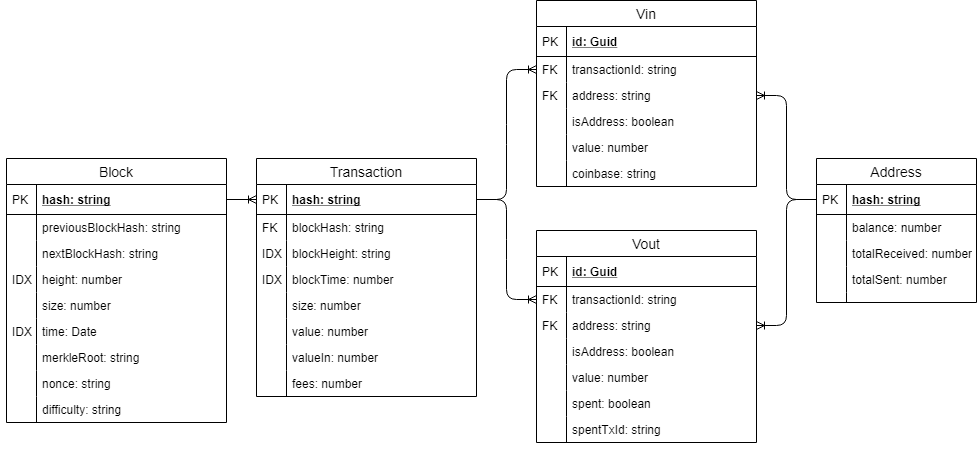 Block
PK hash: string
previousBlockHash: string
nextBlockHash: string
IDX height: number
size: number
IDX time: Date
merkleRoot: string
nonce: string
difficulty: string
Transaction
PK hash: string
FK blockHash: string
IDX blockHeight: string
IDX blockTime: number
size: number
value: number
valueIn: number
fees: number
Vin
PK id: Guid
FK transactionId: string
FK address: string
isAddress: boolean
value: number
coinbase: string
Vout
PK id: Guid
FK transactionId: string
FK address: string
isAddress: boolean
value: number
spent: boolean
spentTxId: string
Address
PK hash: string
balance: number
totalReceived: number
totalSent: number